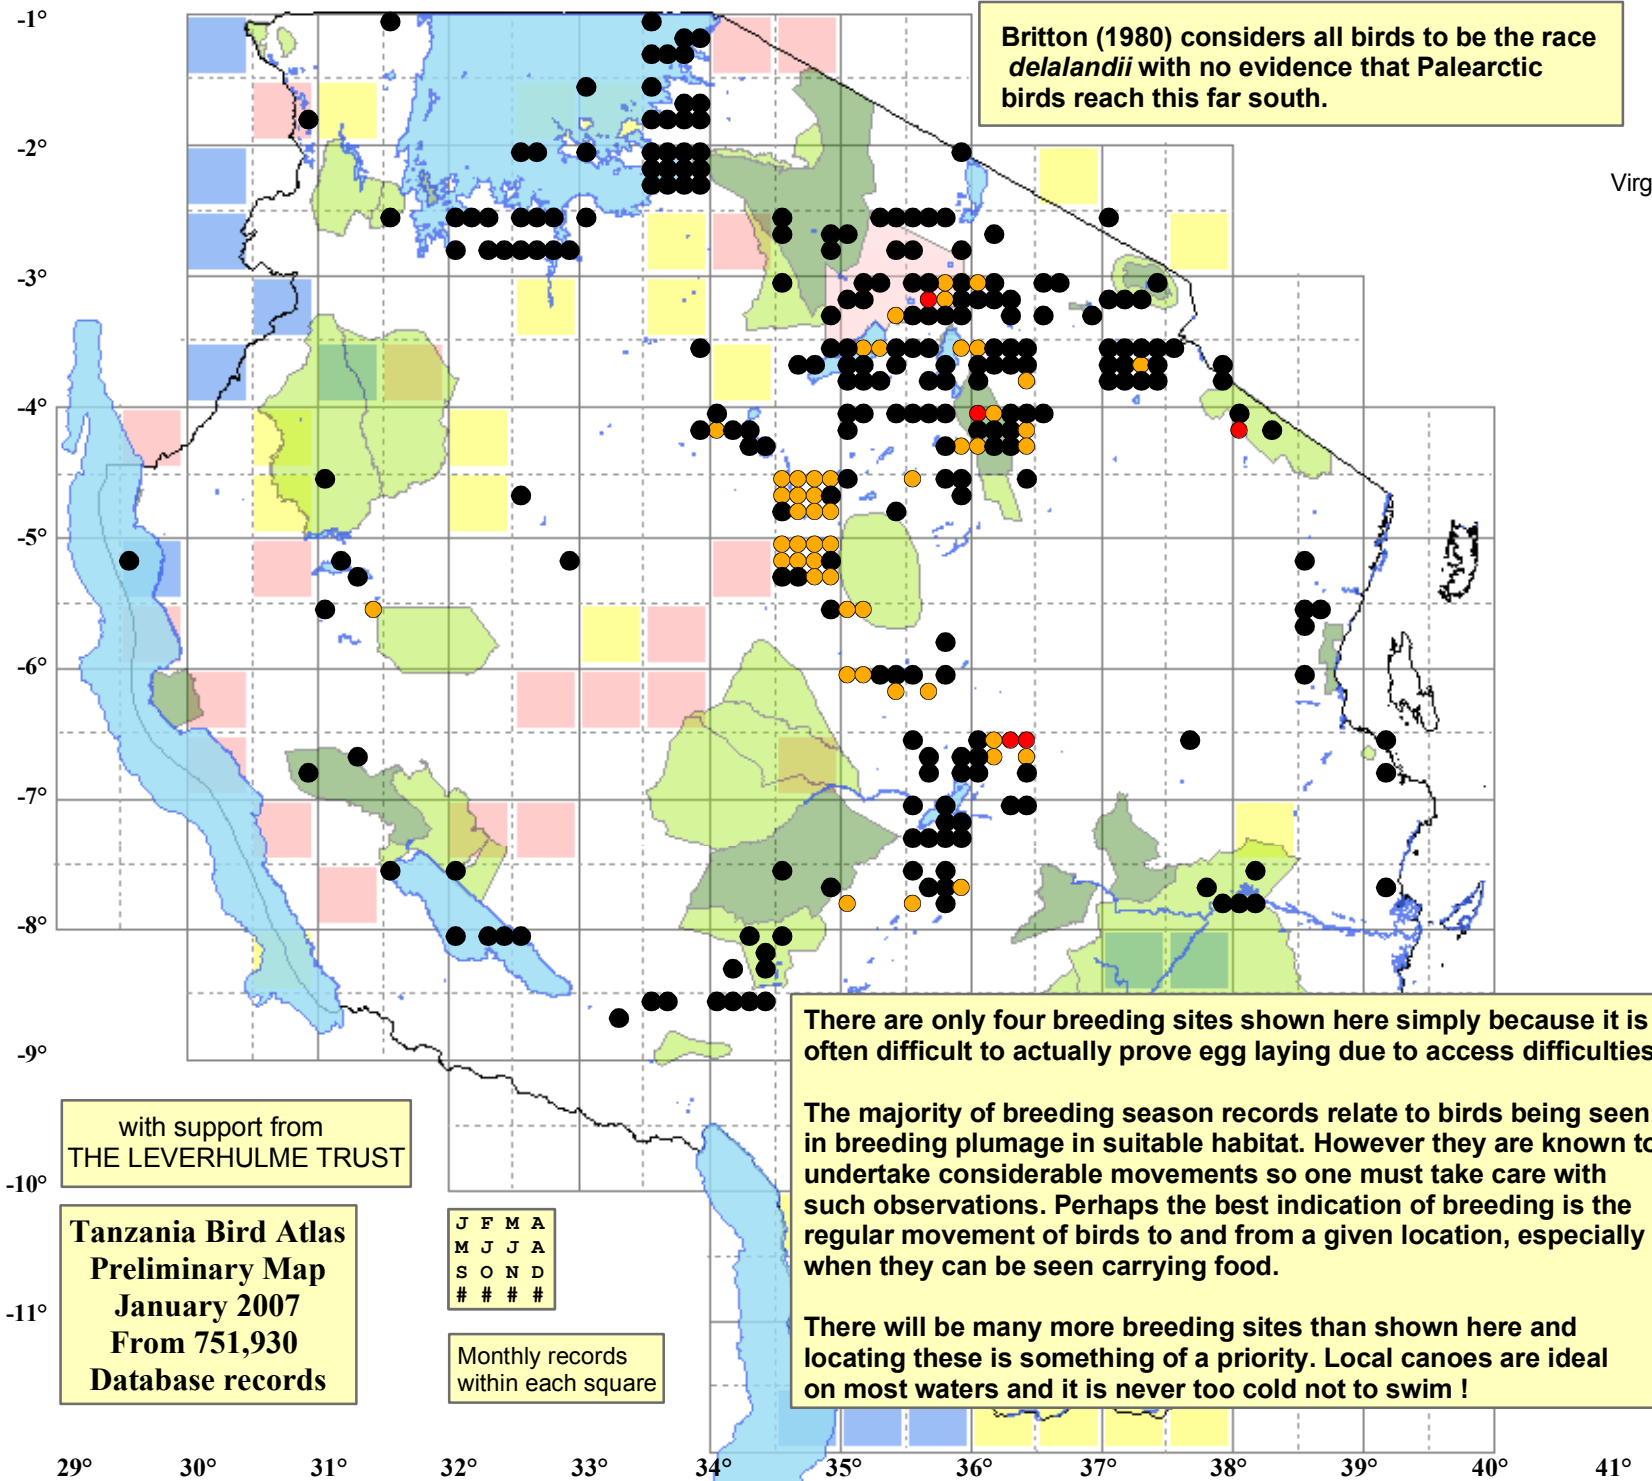 -1°
Britton (1980) considers all birds to be the race
delalandii with no evidence that Palearctic
birds reach this far south.
-2°
Virg
-3°
-4°
-5°
-6°
-7°
-8°
-9°
There are only four breeding sites shown here simply because it is
often difficult to actually prove egg laying due to access difficulties
The majority of breeding season records relate to birds being seen
in breeding plumage in suitable habitat. However they are known to
undertake considerable movements so one must take care with
such observations. Perhaps the best indication of breeding is the
regular movement of birds to and from a given location, especially
when they can be seen carrying food.
There will be many more breeding sites than shown here and
locating these is something of a priority. Local canoes are ideal
on most waters and it is never too cold not to swim !
with support from
THE LEVERHULME TRUST
-10°
Tanzania Bird Atlas
Preliminary Map
January 2007
From 751,930
Database records
J F M A
M J J A
S O N D
# # # #
Monthly records
within each square
-11°
29° 30° 31° 32° 33° 34° 35° 36° 37° 38° 39° 40° 41°